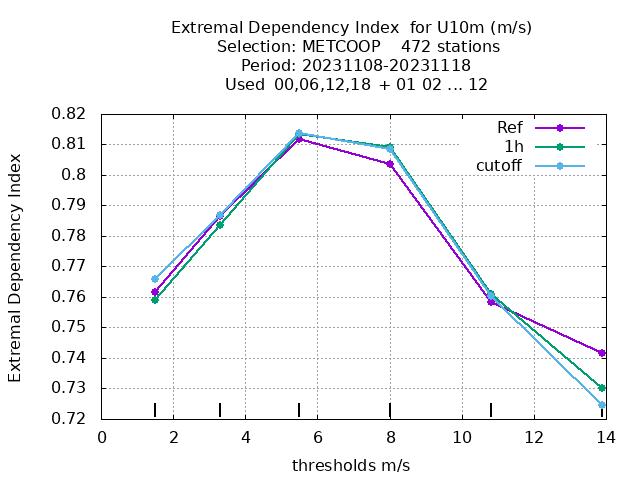 Extremal Dependency Index  for U10m (m/s)
Selection: METCOOP    472 stations
Period: 20231108-20231118
Used  00,06,12,18 + 01 02 ... 12
Ref
1h
cutoff
Extremal Dependency Index
0.82
0.81
0.8
0.79
0.78
0.77
0.76
0.75
0.74
0.73
0.72
0 2 4 6 8 10 12 14
thresholds m/s